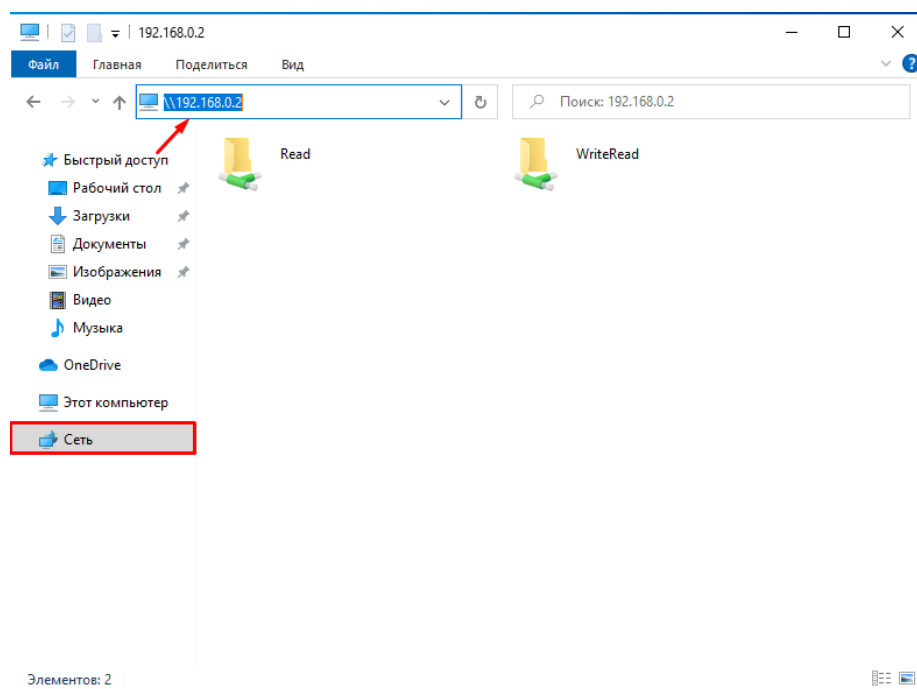 192.168.0.2
Файл Главная Поделиться Вид ?
\\192.168.0.2 Поиск: 192.168.0.2
Быстрый доступ
Рабочий стол
Загрузки
Документы
Изображения
Видео
Музыка
OneDrive
Этот компьютер
Сеть
Read WriteRead
Элементов: 2